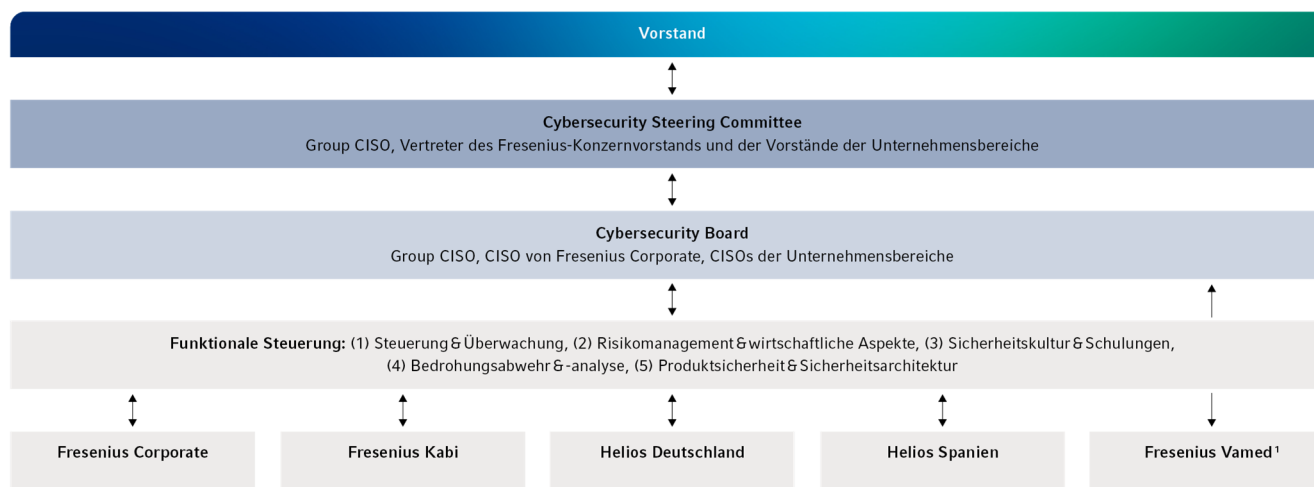 Vorstand
Cybersecurity Steering Committee
Group CISO, Vertreter des Fresenius-Konzernvorstands und der Vorstände der Unternehmensbereiche
Cybersecurity Board
Group CISO, CISO von Fresenius Corporate, CISOs der Unternehmensbereiche
Funktionale Steuerung: (1) Steuerung & Überwachung, (2) Risikomanagement & wirtschaftliche Aspekte, (3) Sicherheitskultur & Schulungen,
(4) Bedrohungsabwehr & -analyse, (5) Produktsicherheit & Sicherheitsarchitektur
Fresenius Corporate
Fresenius Kabi
Helios Deutschland
Helios Spanien
Fresenius Vamed¹